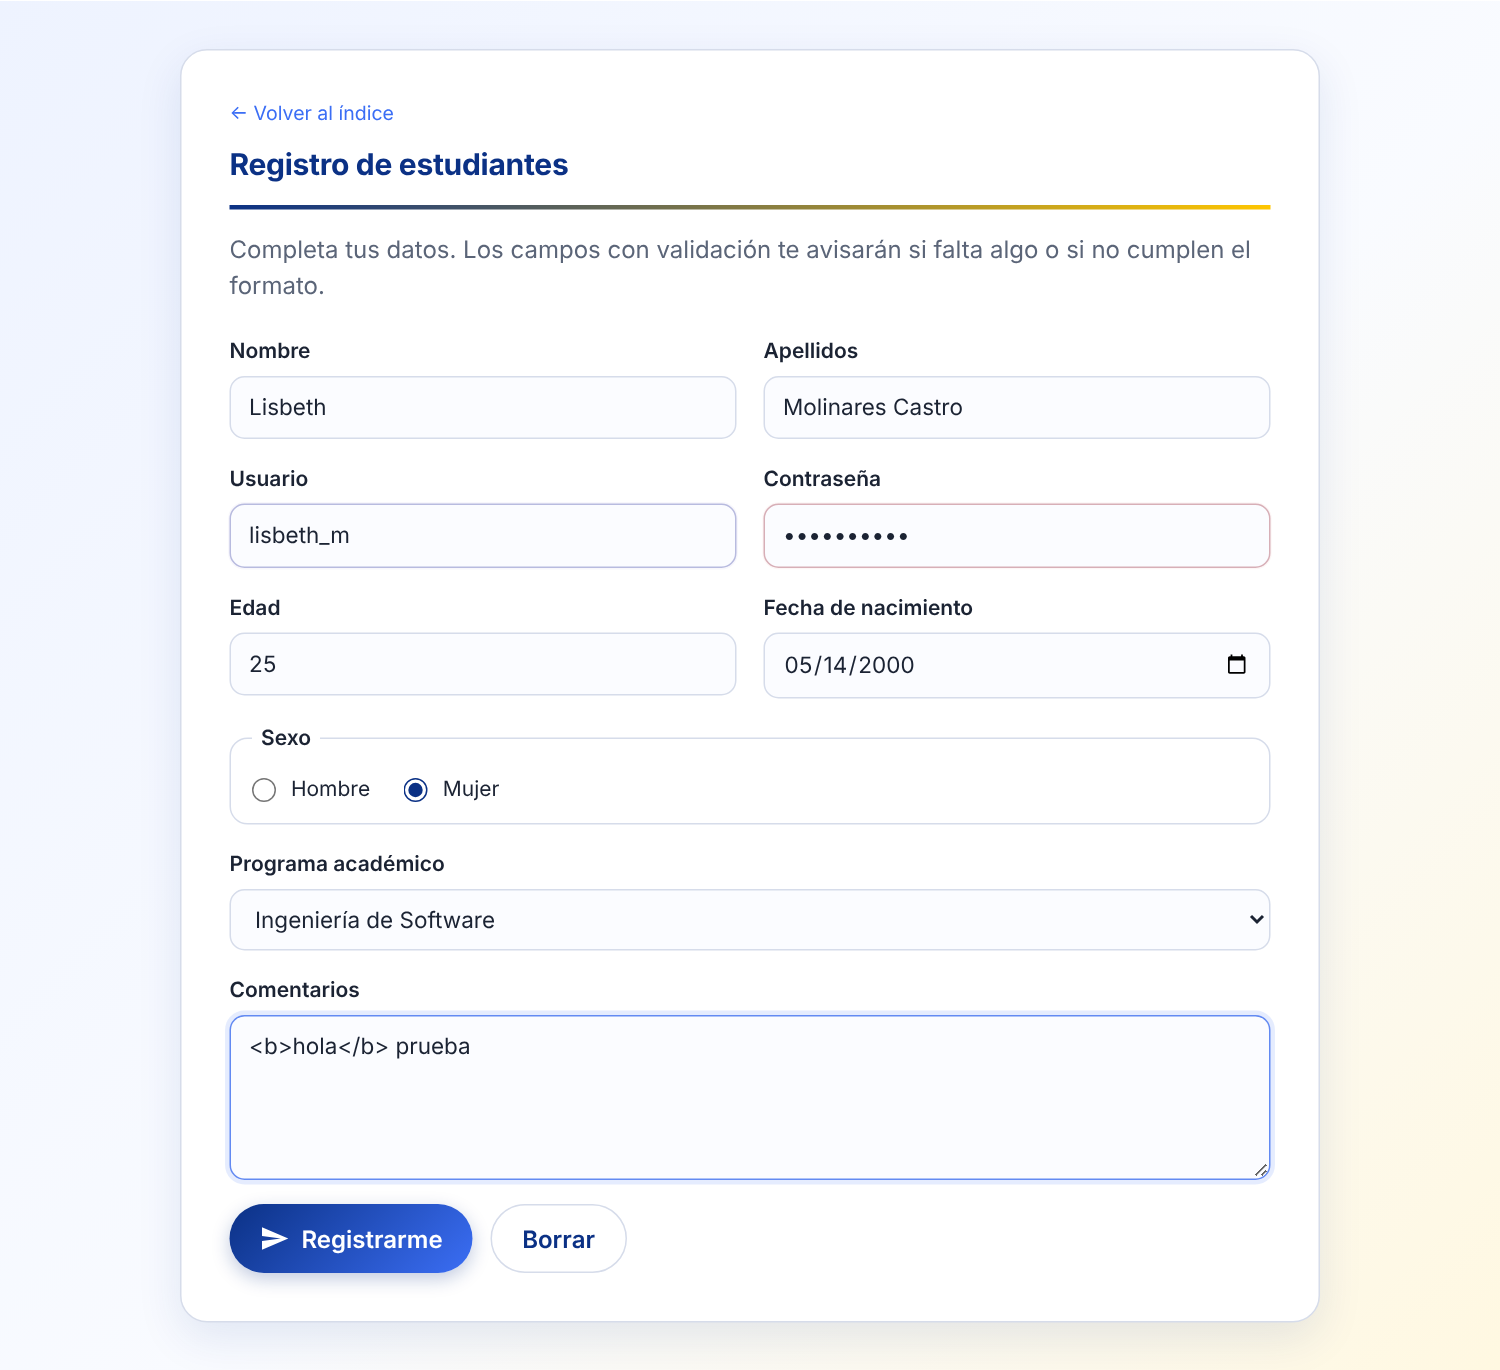 ← Volver al índice
Registro de estudiantes
Completa tus datos. Los campos con validación te avisarán si falta algo o si no cumplen el
formato.
Nombre
Apellidos
Lisbeth
Molinares Castro
Usuario
Contraseña
lisbeth_m
••••••••••
Edad
Fecha de nacimiento
25
05/14/2000
Sexo
Hombre
Mujer
Programa académico
Ingeniería de Software
Comentarios
<b>hola</b> prueba
Registrarme
Borrar